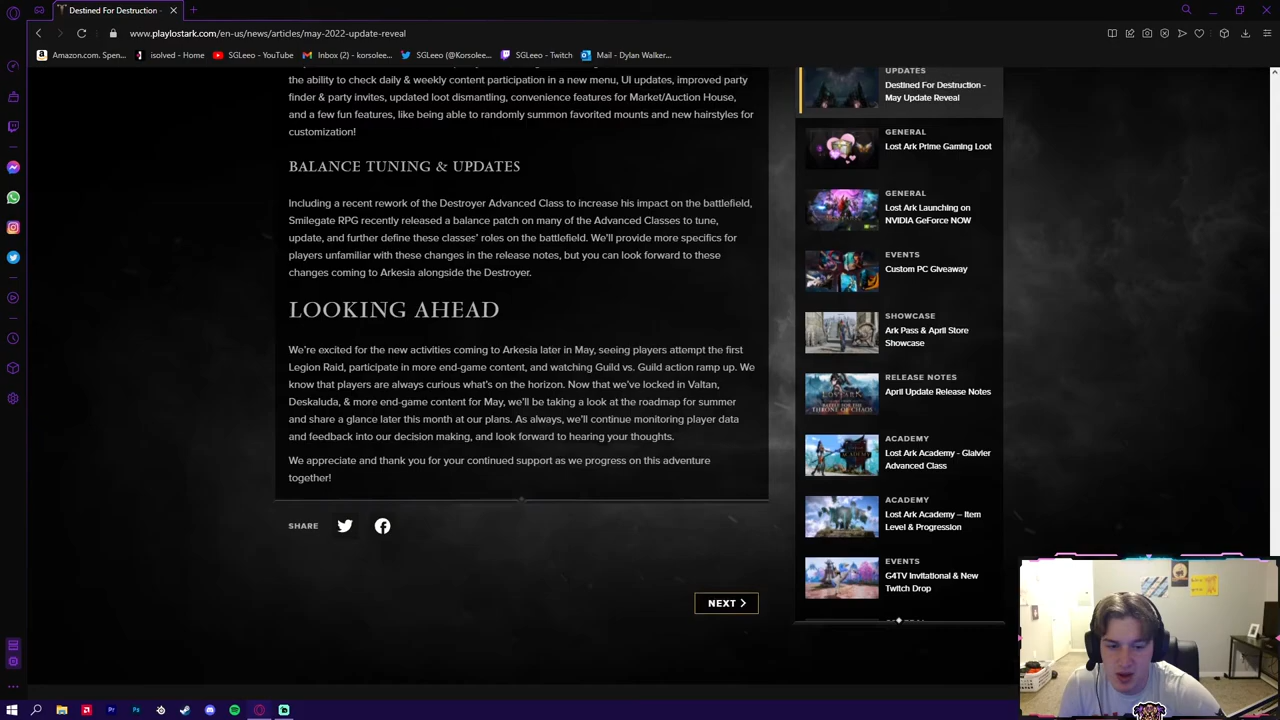 Destined For Destruction -
www.playlostark.com/en-us/news/articles/may-2022-update-reveal
Amazon.com. Spen...
isolved - Home
SGLeeo - YouTube
Inbox (2) - korsolee...
SGLeeo - Twitch
SGLeeo (@Korsolee...
Mail - Dylan Walker...
the ability to check daily & weekly content participation in a new menu, UI updates, improved party
finder & party invites, updated loot dismantling, convenience features for Market/Auction House,
and a few fun features, like being able to randomly summon favorited mounts and new hairstyles for
customization!
BALANCE TUNING & UPDATES
Including a recent rework of the Destroyer Advanced Class to increase his impact on the battlefield,
Smilegate RPG recently released a balance patch on many of the Advanced Classes to tune,
update, and further define these classes' roles on the battlefield. We'll provide more specifics for
players unfamiliar with these changes in the release notes, but you can look forward to these
changes coming to Arkesia alongside the Destroyer.
LOOKING AHEAD
We're excited for the new activities coming to Arkesia later in May, seeing players attempt the first
Legion Raid, participate in more end-game content, and watching Guild vs. Guild action ramp up. We
know that players are always curious what's on the horizon. Now that we've locked in Valtan,
Deskaluda, & more end-game content for May, we'll be taking a look at the roadmap for summer
and share a glance later this month at our plans. As always, we'll continue monitoring player data
and feedback into our decision making, and look forward to hearing your thoughts.
We appreciate and thank you for your continued support as we progress on this adventure
together!
SHARE
NEXT
UPDATES
Destined For Destruction -
May Update Reveal
GENERAL
Lost Ark Prime Gaming Loot
GENERAL
Lost Ark Launching on
NVIDIA GeForce NOW
EVENTS
Custom PC Giveaway
SHOWCASE
Ark Pass & April Store
Showcase
RELEASE NOTES
April Update Release Notes
ACADEMY
Lost Ark Academy - Glaivier
Advanced Class
ACADEMY
Lost Ark Academy – Item
Level & Progression
EVENTS
G4TV Invitational & New
Twitch Drop